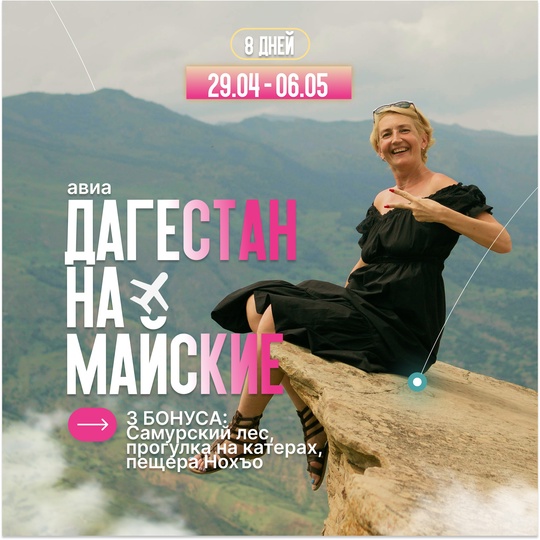 8 ДНЕЙ
29.04 - 06.05
авиа
ДАГЕСТАН
НА
МАЙСКИЕ
3 БОНУСА:
Самурский лес,
прогулка на катерах,
пещера Нохъо